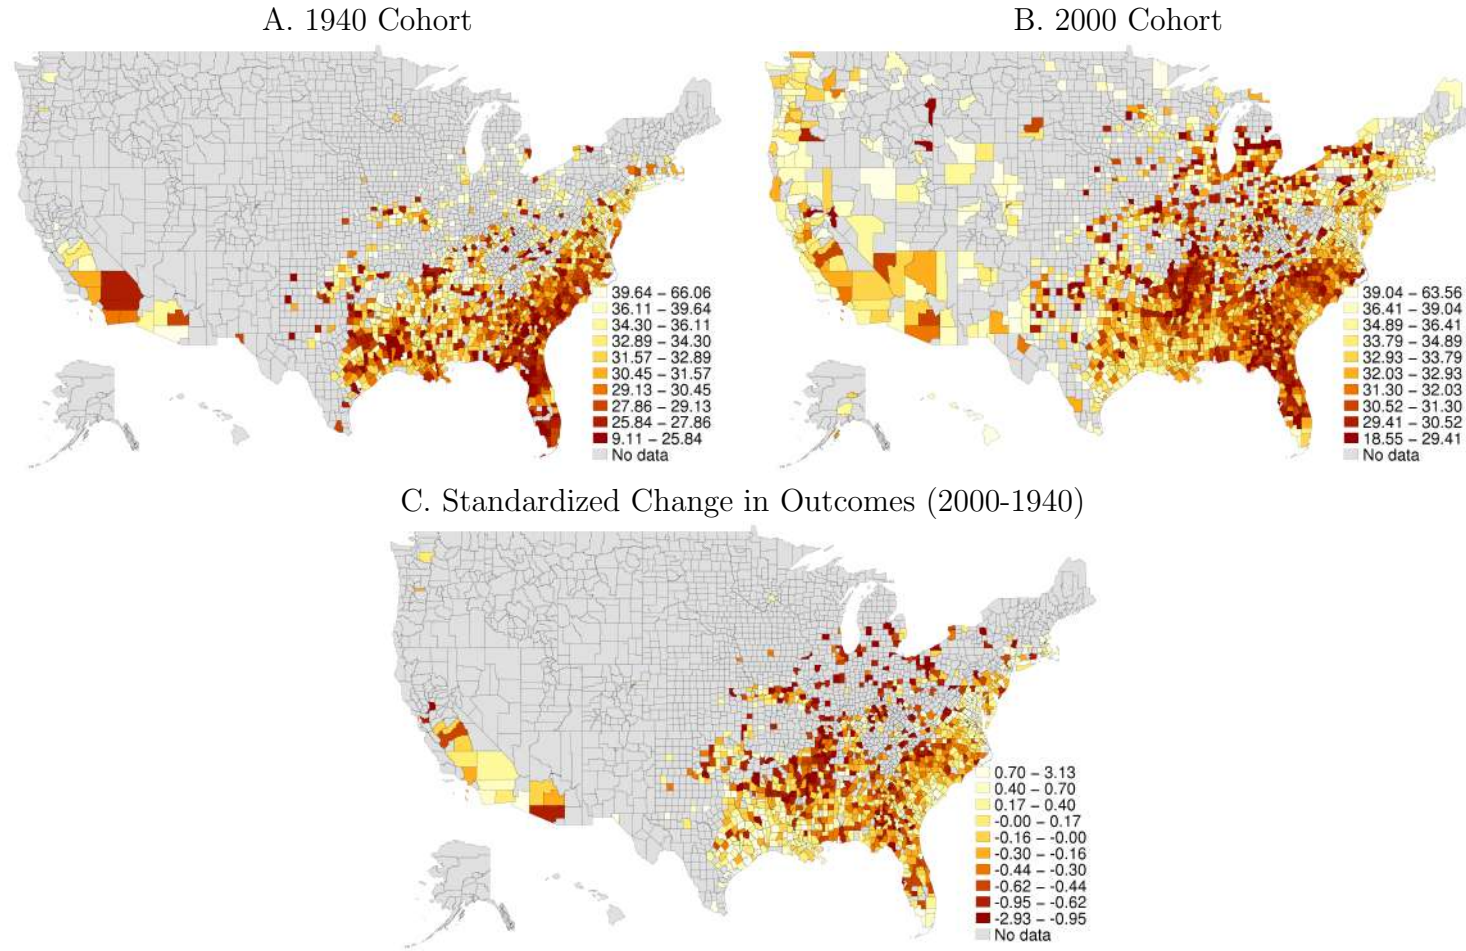 A. 1940 Cohort
39.64 – 66.06
36.11 – 39.64
34.30 – 36.11
32.89 – 34.30
31.57 – 32.89
30.45 – 31.57
29.13 – 30.45
27.86 – 29.13
25.84 – 27.86
9.11 – 25.84
No data
B. 2000 Cohort
39.04 – 63.56
36.41 – 39.04
34.89 – 36.41
33.79 – 34.89
32.93 – 33.79
32.03 – 32.93
31.30 – 32.03
30.52 – 31.30
29.41 – 30.52
18.55 – 29.41
No data
C. Standardized Change in Outcomes (2000-1940)
0.70 – 3.13
0.40 – 0.70
0.17 – 0.40
-0.00 – 0.17
-0.16 – -0.00
-0.30 – -0.16
-0.44 – -0.30
-0.62 – -0.44
-0.95 – -0.62
-2.93 – -0.95
No data